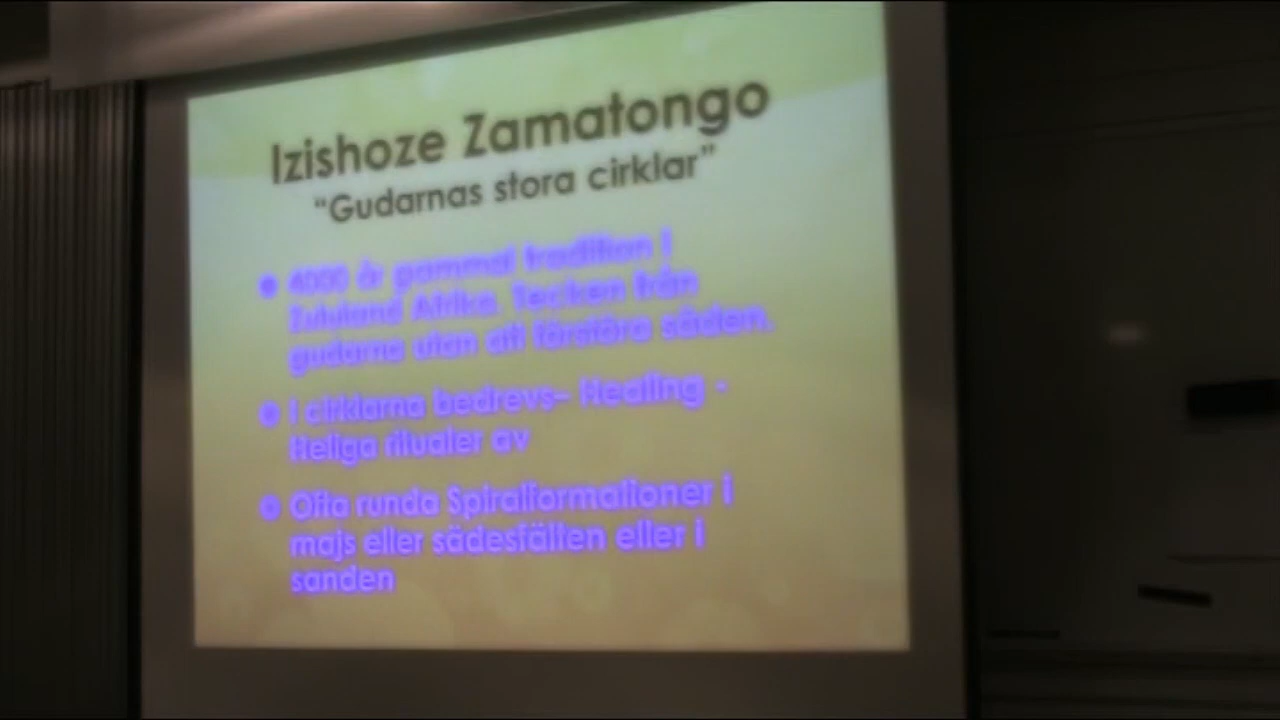 Izishoze Zamatongo
“Gudarnas stora cirklar”
• 4000 år gammal tradition i
Zululand Afrika. Tecken från
gudarna utan att förstöra säden.
• I cirklarna bedrevs– Healing -
Heliga ritualer av
• Ofta runda Spiralformationer i
majs eller sädesfälten eller i
sanden